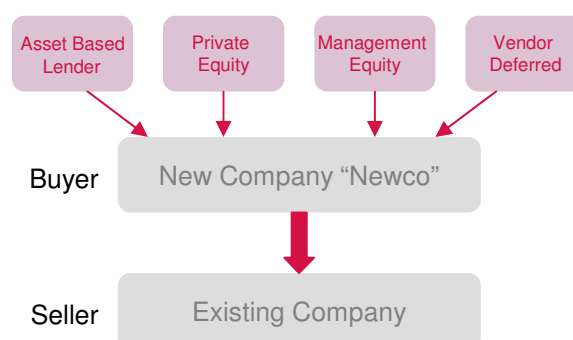 Asset Based
Lender
Private
Equity
Management
Equity
Vendor
Deferred
Buyer
New Company “Newco”
Seller
Existing Company